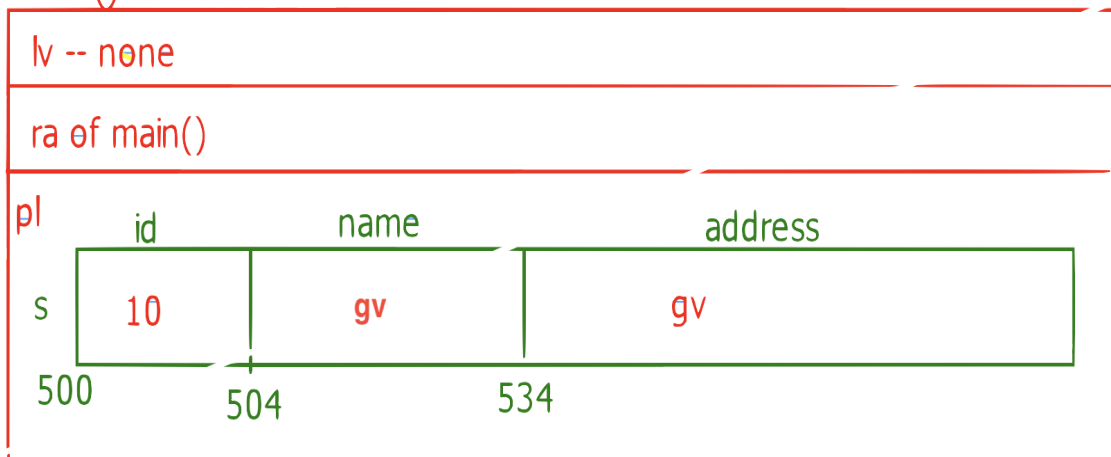 ()
lv -- none
ra of main()
pl
id name address
s 10 gv gv
500 504 534